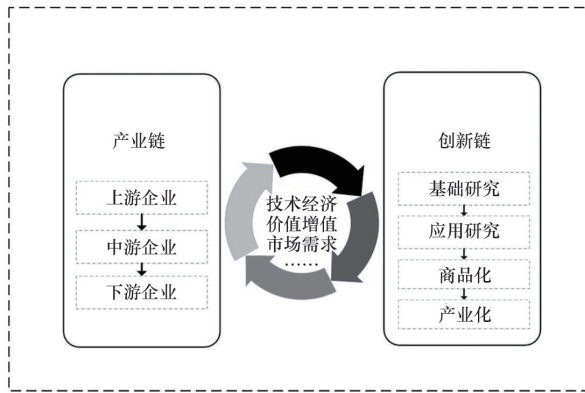 产业链
上游企业
中游企业
下游企业
技术经济
价值增值
市场需求
……
创新链
基础研究
应用研究
商品化
产业化